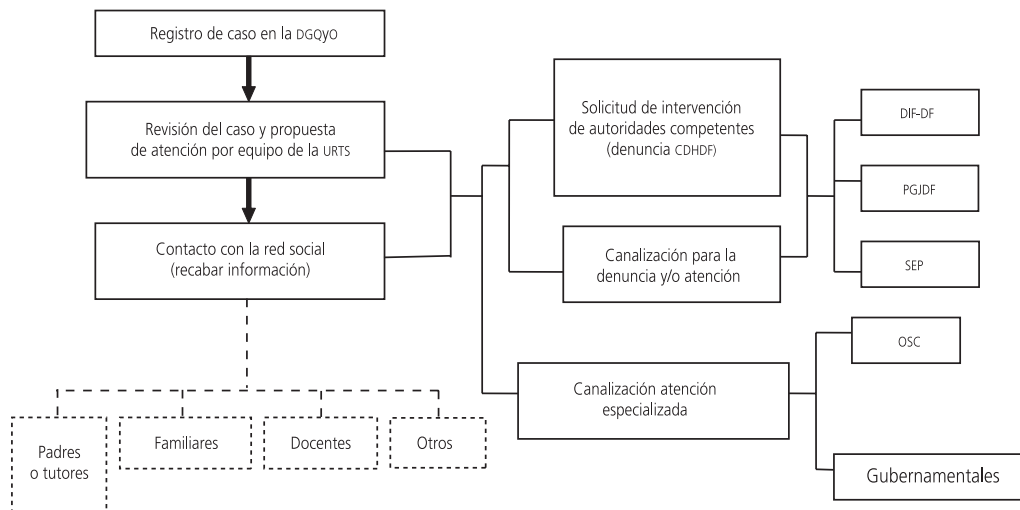 Registro de caso en la DGQyO
Revisión del caso y propuesta
de atención por equipo de la URTS
Contacto con la red social
(recabar información)
Padres
o tutores
Familiares
Docentes
Otros
Solicitud de intervención
de autoridades competentes
(denuncia CDHDF)
Canalización para la
denuncia y/o atención
Canalización atención
especializada
DIF-DF
PGJDF
SEP
OSC
Gubernamentales